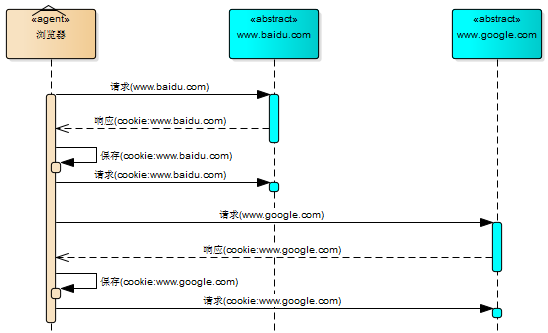 «agent»
浏览器
«abstract»
www.baidu.com
«abstract»
www.google.com
请求(www.baidu.com)
响应(cookie:www.baidu.com)
保存(cookie:www.baidu.com)
请求(cookie:www.baidu.com)
请求(www.google.com)
响应(cookie:www.google.com)
保存(cookie:www.google.com)
请求(cookie:www.google.com)